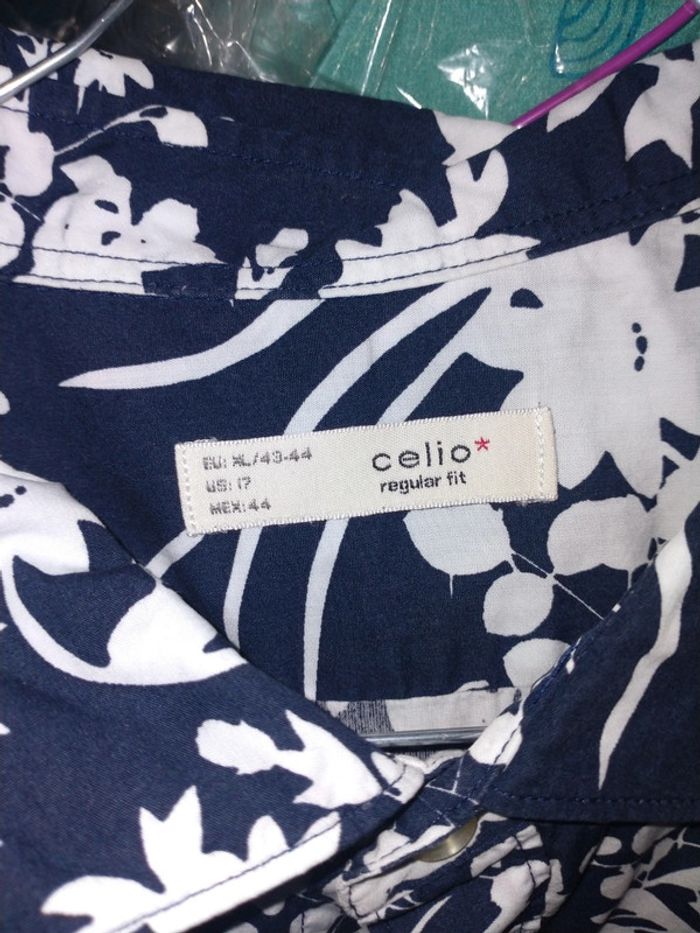 EU: XL/43-44
US: 17
MEX: 44
celio*
regular fit